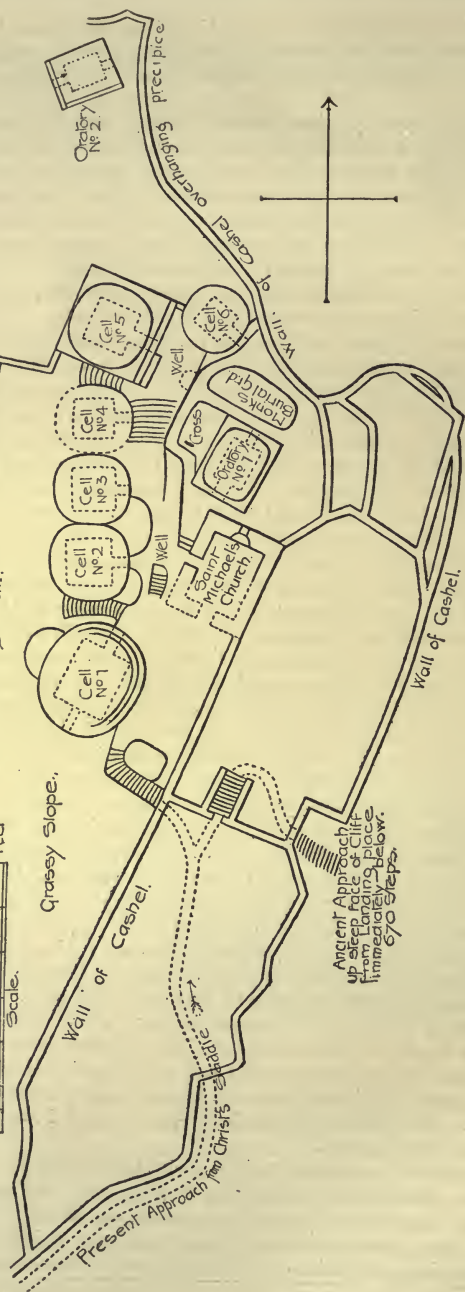 Scale.
Grassy Slope.
Wall of Cashel.
Present Approach from Christ's Saddle
Ancient Approach
up steep Face of Cliff
from Landing place
immediately below.
670 Steps.
Wall of Cashel.
Cell
No 1
Cell
No 2
Cell
No 3
Cell
No 4
Cell
No 5
Cell
No 6
Well
Well
Saint
Michael's
Church.
Cross
Oratory
No 1
Monks
Burial grd
Wall of Cashel overhanging precipice
Oratory
No 2.